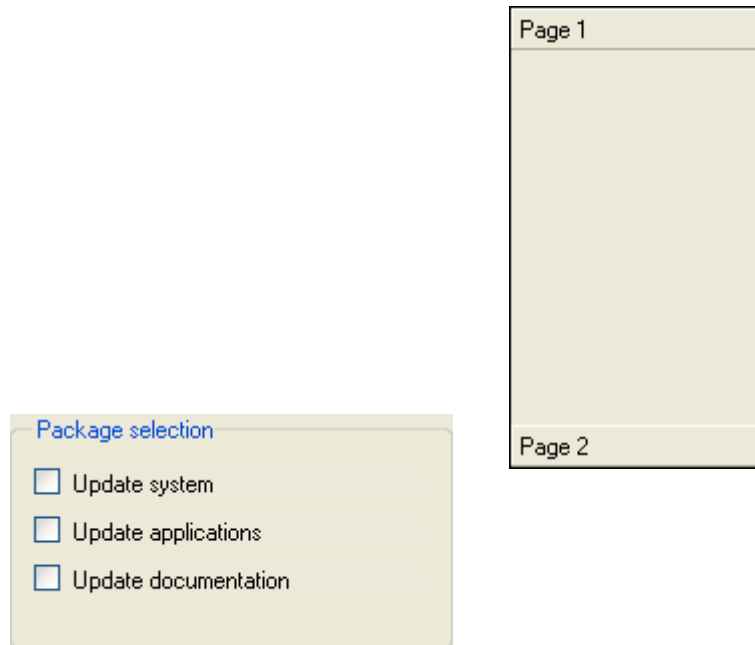 Page 1
Page 2
Package selection
Update system
Update applications
Update documentation